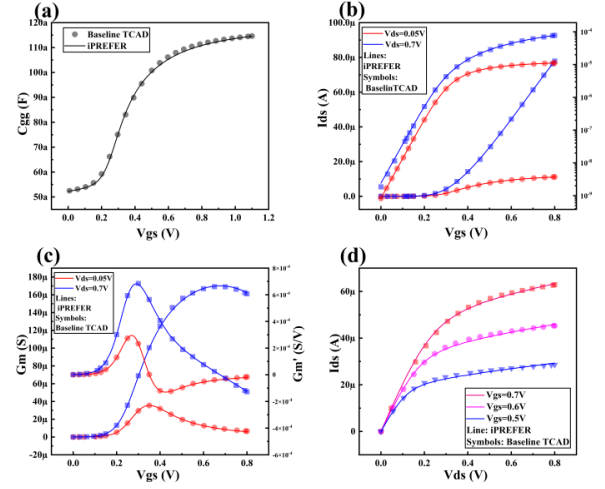 (a)
120a
110a
100a
90a
80a
70a
60a
50a
Cgg (F)
Baseline TCAD
iPREFER
0.0 0.2 0.4 0.6 0.8 1.0
Vgs (V)
(b)
100.0µ
80.0µ
60.0µ
40.0µ
20.0µ
0.0
Ids (A)
Vds=0.05V
Vds=0.7V
Lines:
iPREFER
Symbols:
BaselinTCAD
10⁻⁴
10⁻⁵
10⁻⁶
10⁻⁷
10⁻⁸
10⁻⁹
0.0 0.2 0.4 0.6 0.8
Vgs (V)
(c)
180µ
160µ
140µ
120µ
100µ
80µ
60µ
40µ
20µ
0
-20µ
Gm (S)
Vds=0.05V
Vds=0.7V
Lines:
iPREFER
Symbols:
Baseline TCAD
8×10⁻⁴
6×10⁻⁴
4×10⁻⁴
2×10⁻⁴
0
-2×10⁻⁴
-4×10⁻⁴
-6×10⁻⁴
Gm' (S/V)
0.0 0.2 0.4 0.6 0.8
Vgs (V)
(d)
60µ
40µ
20µ
0
Ids (A)
Vgs=0.7V
Vgs=0.6V
Vgs=0.5V
Line: iPREFER
Symbols: Baseline TCAD
0.0 0.2 0.4 0.6 0.8
Vds (V)